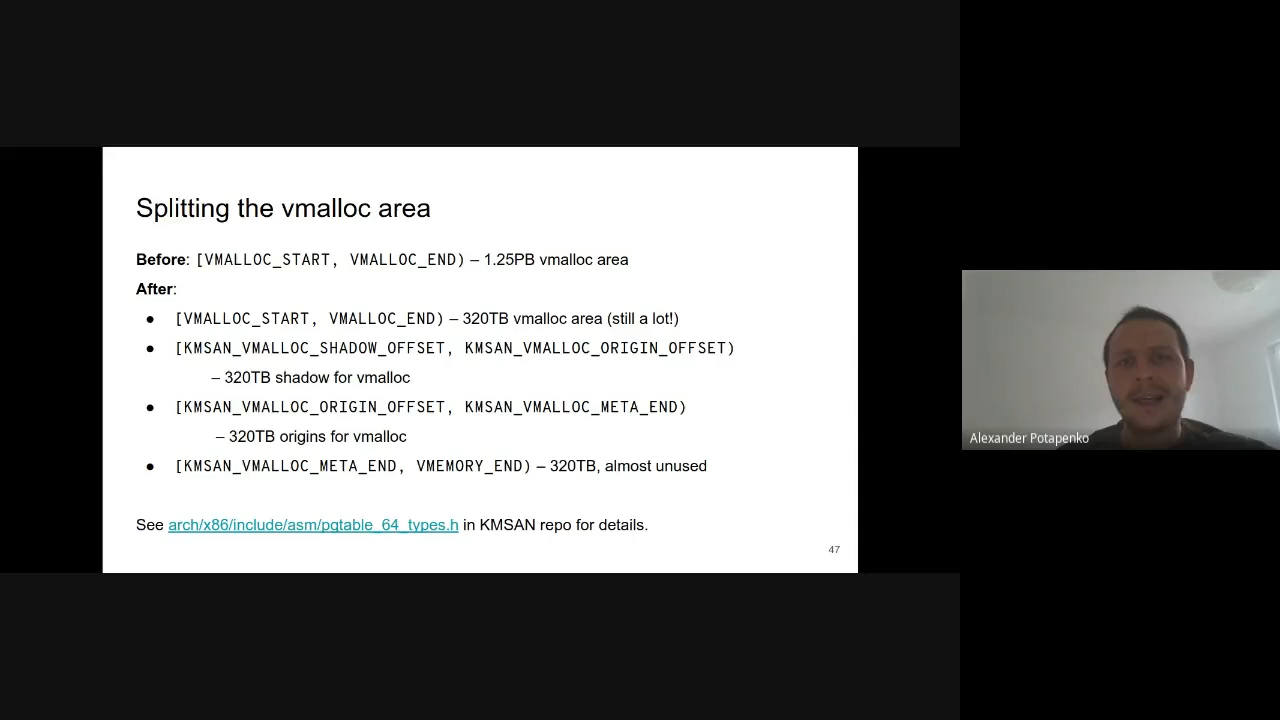 Splitting the vmalloc area
Before: [VMALLOC_START, VMALLOC_END) – 1.25PB vmalloc area
After:
● [VMALLOC_START, VMALLOC_END) – 320TB vmalloc area (still a lot!)
● [KMSAN_VMALLOC_SHADOW_OFFSET, KMSAN_VMALLOC_ORIGIN_OFFSET)
– 320TB shadow for vmalloc
● [KMSAN_VMALLOC_ORIGIN_OFFSET, KMSAN_VMALLOC_META_END)
– 320TB origins for vmalloc
● [KMSAN_VMALLOC_META_END, VMEMORY_END) – 320TB, almost unused
See arch/x86/include/asm/pgtable_64_types.h in KMSAN repo for details.
47
Alexander Potapenko